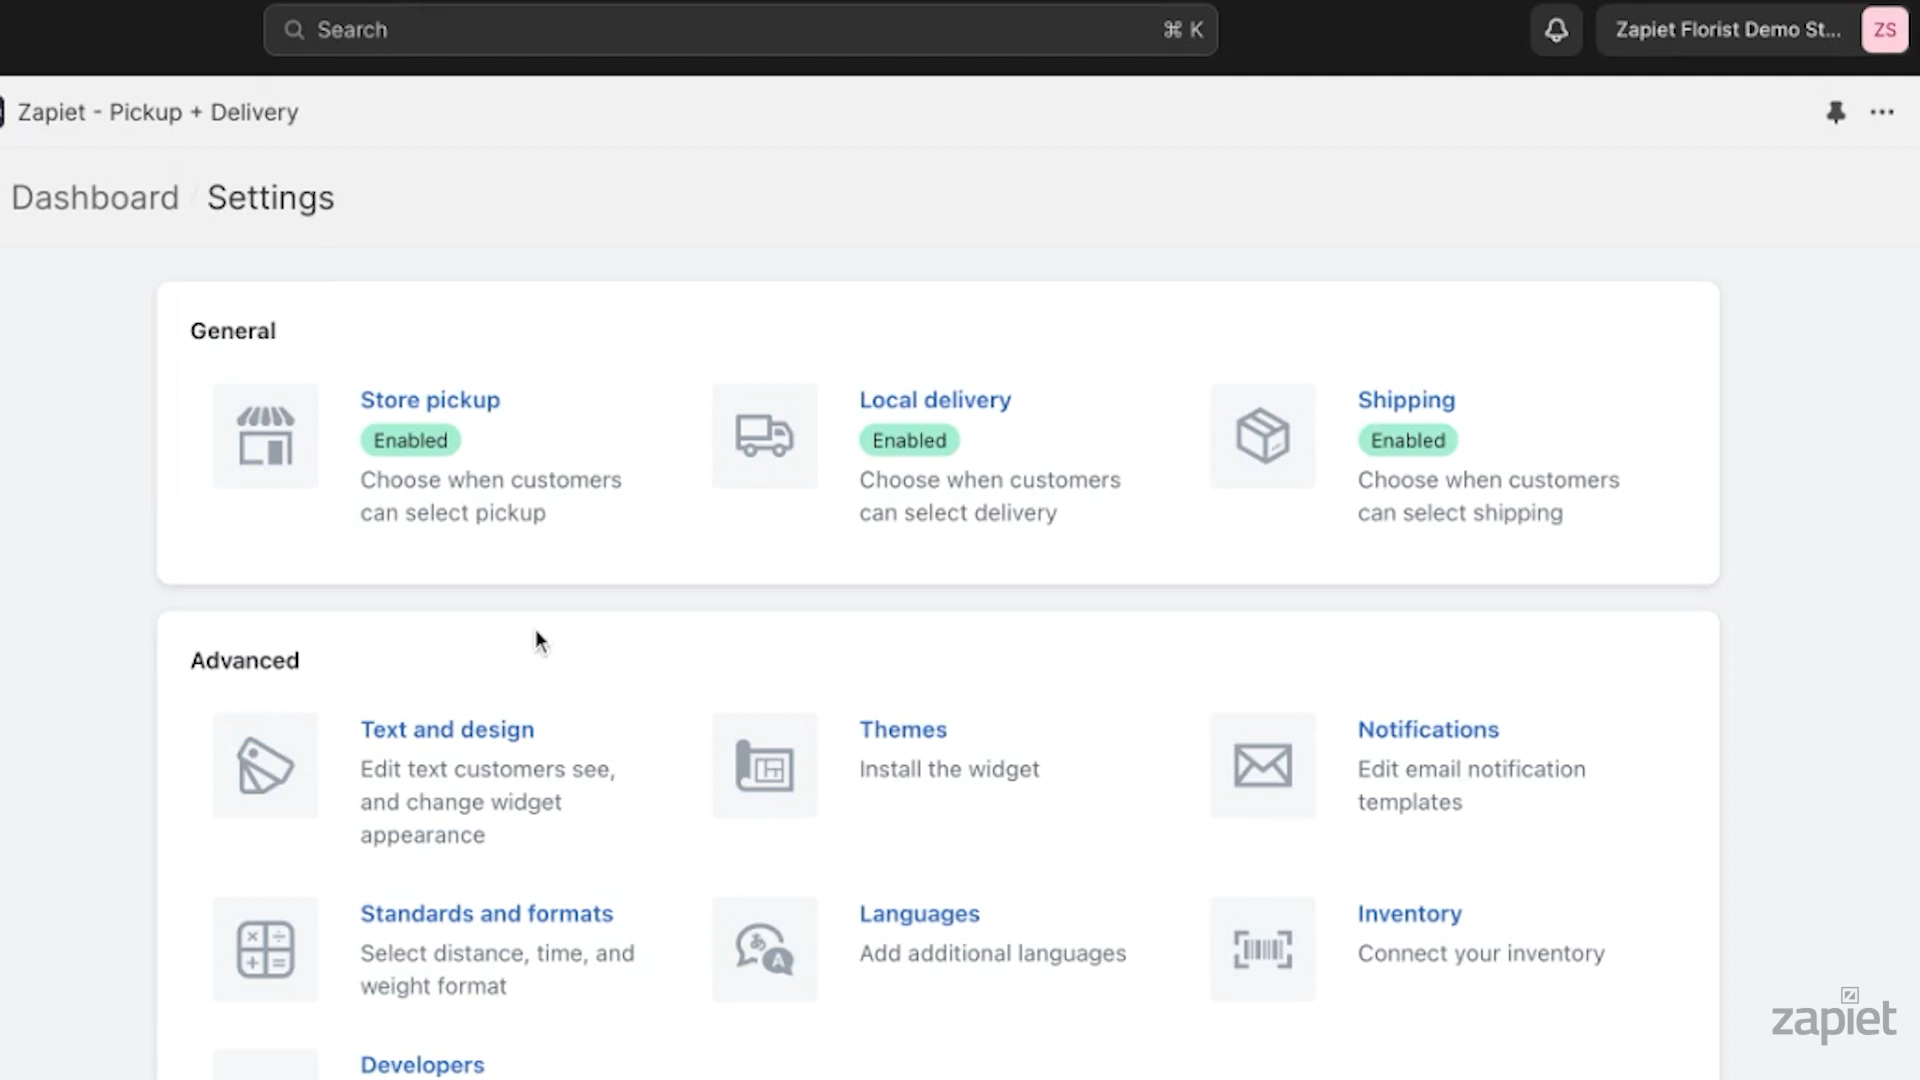 Search
⌘ K
Zapiet Florist Demo St...
ZS
Zapiet - Pickup + Delivery
Dashboard / Settings
General
Store pickup
Enabled
Choose when customers
can select pickup
Local delivery
Enabled
Choose when customers
can select delivery
Shipping
Enabled
Choose when customers
can select shipping
Advanced
Text and design
Edit text customers see,
and change widget
appearance
Themes
Install the widget
Notifications
Edit email notification
templates
Standards and formats
Select distance, time, and
weight format
Languages
Add additional languages
Inventory
Connect your inventory
Developers
zapiet